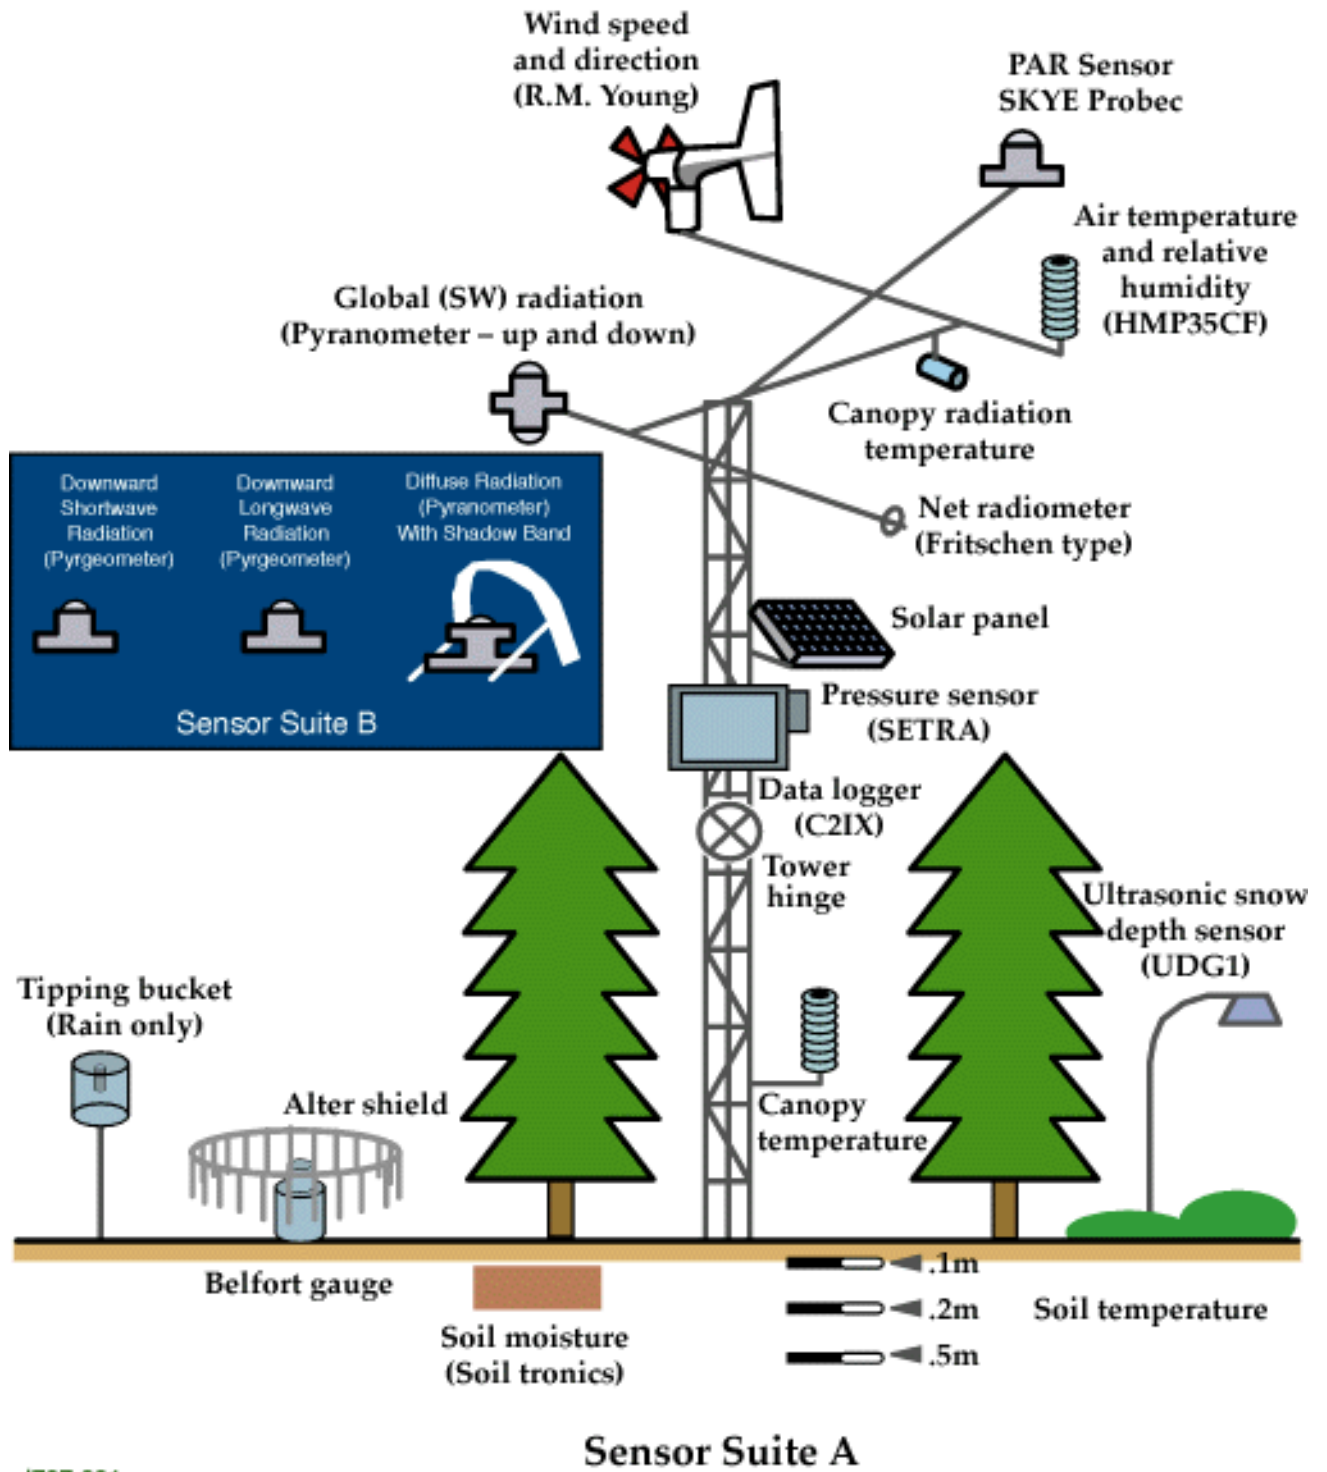 Wind speed
and direction
(R.M. Young)
PAR Sensor
SKYE Probec
Air temperature
and relative
humidity
(HMP35CF)
Global (SW) radiation
(Pyranometer – up and down)
Canopy radiation
temperature
Net radiometer
(Fritschen type)
Downward
Shortwave
Radiation
(Pyrgeometer)
Downward
Longwave
Radiation
(Pyrgeometer)
Diffuse Radiation
(Pyranometer)
With Shadow Band
Sensor Suite B
Solar panel
Pressure sensor
(SETRA)
Data logger
(C2IX)
Tower
hinge
Ultrasonic snow
depth sensor
(UDG1)
Tipping bucket
(Rain only)
Alter shield
Canopy
temperature
Belfort gauge
Soil moisture
(Soil tronics)
.1m
.2m
.5m
Soil temperature
Sensor Suite A